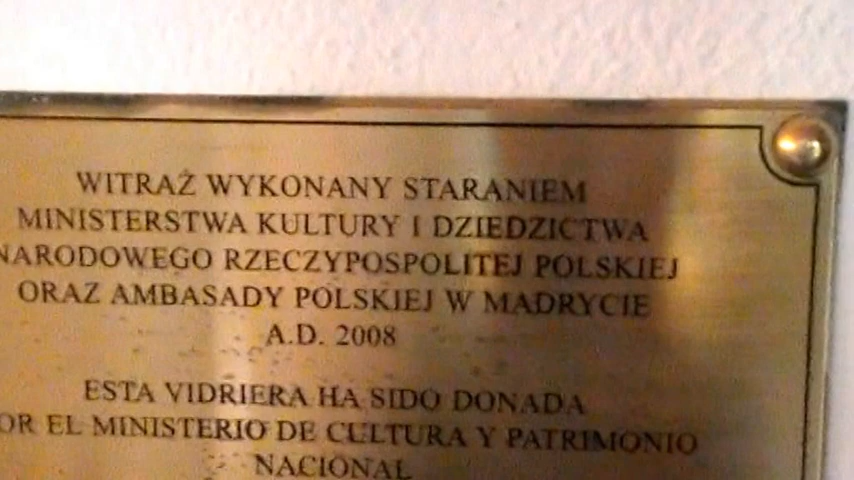 WITRAŻ WYKONANY STARANIEM
MINISTERSTWA KULTURY I DZIEDZICTWA
NARODOWEGO RZECZYPOSPOLITEJ POLSKIEJ
ORAZ AMBASADY POLSKIEJ W MADRYCIE
A.D. 2008
ESTA VIDRIERA HA SIDO DONADA
OR EL MINISTERIO DE CULTURA Y PATRIMONIO
NACIONAL